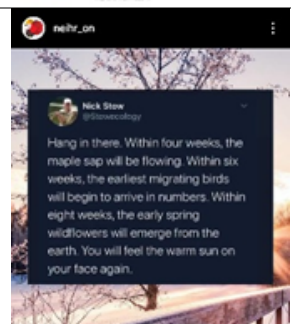 neihr_on
Nick Stow
@Stowecology
Hang in there. Within four weeks, the
maple sap will be flowing. Within six
weeks, the earliest migrating birds
will begin to arrive in numbers. Within
eight weeks, the early spring
wildflowers will emerge from the
earth. You will feel the warm sun on
your face again.